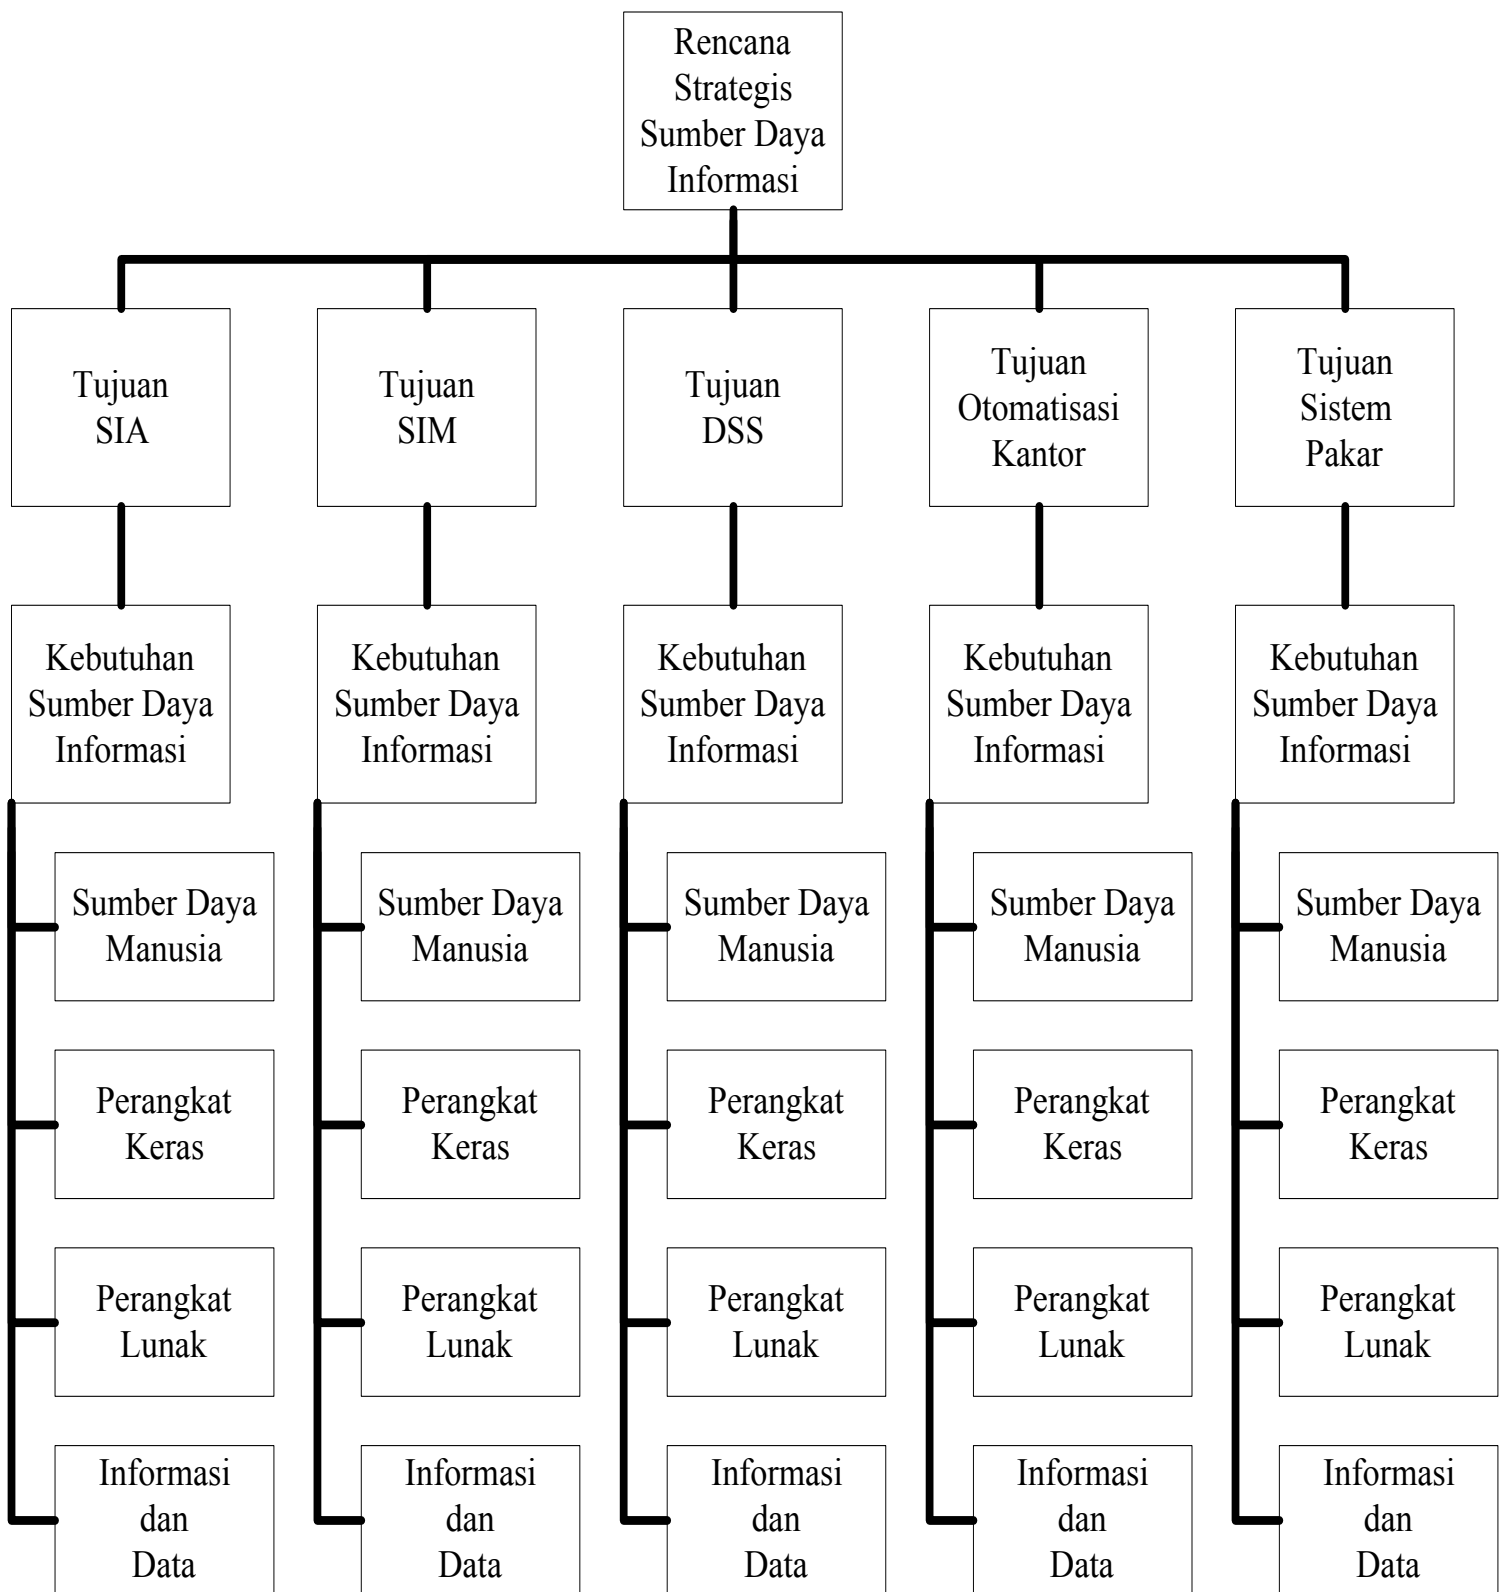 Rencana
Strategis
Sumber Daya
Informasi
Tujuan
SIA
Tujuan
SIM
Tujuan
DSS
Tujuan
Otomatisasi
Kantor
Tujuan
Sistem
Pakar
Kebutuhan
Sumber Daya
Informasi
Kebutuhan
Sumber Daya
Informasi
Kebutuhan
Sumber Daya
Informasi
Kebutuhan
Sumber Daya
Informasi
Kebutuhan
Sumber Daya
Informasi
Sumber Daya
Manusia
Sumber Daya
Manusia
Sumber Daya
Manusia
Sumber Daya
Manusia
Sumber Daya
Manusia
Perangkat
Keras
Perangkat
Keras
Perangkat
Keras
Perangkat
Keras
Perangkat
Keras
Perangkat
Lunak
Perangkat
Lunak
Perangkat
Lunak
Perangkat
Lunak
Perangkat
Lunak
Informasi
dan
Data
Informasi
dan
Data
Informasi
dan
Data
Informasi
dan
Data
Informasi
dan
Data